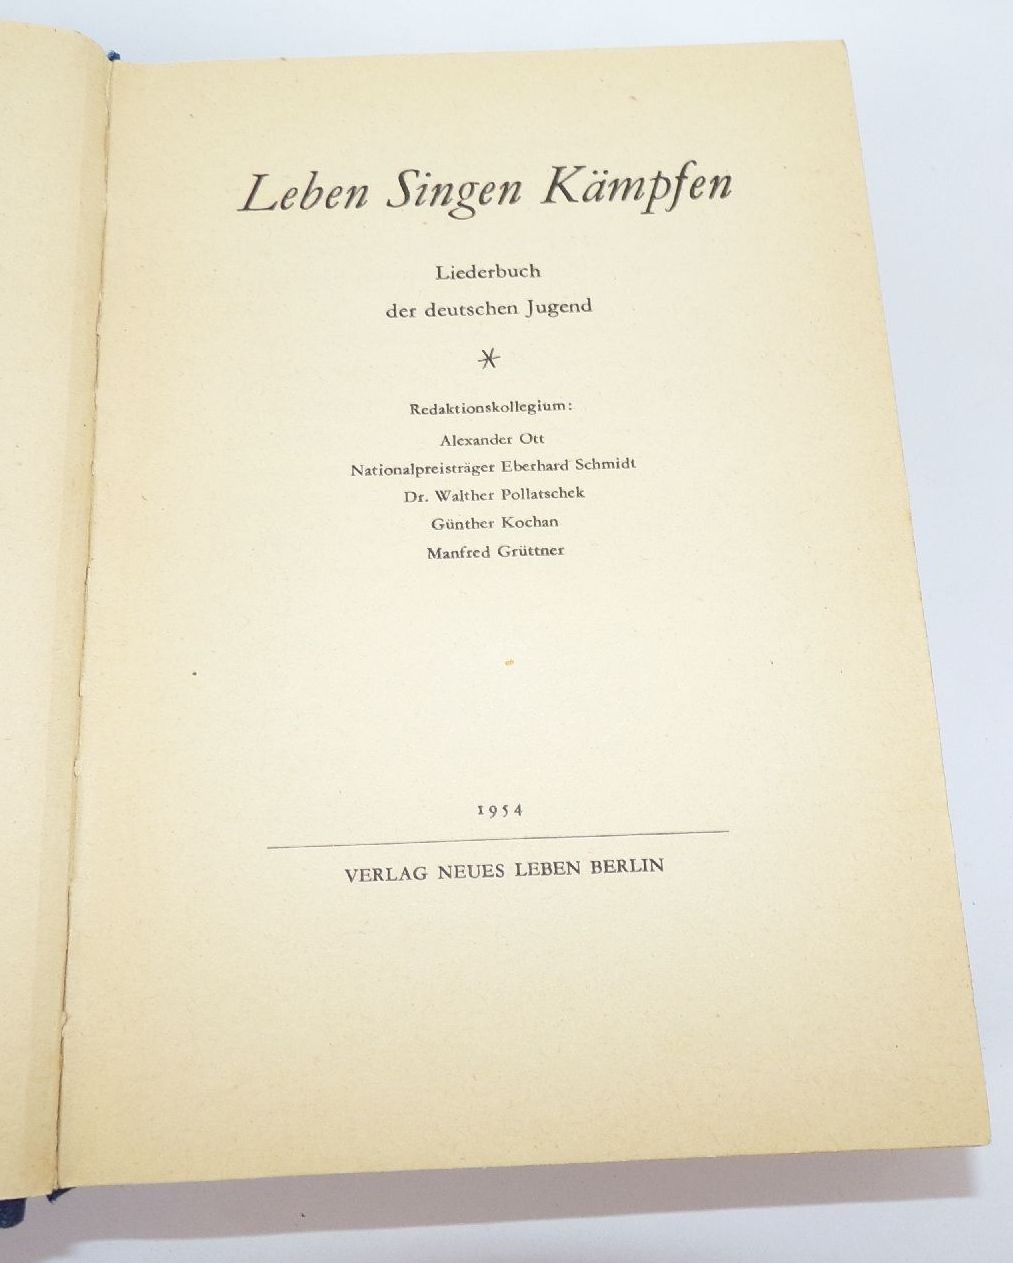 Leben Singen Kämpfen
Liederbuch
der deutschen Jugend
Redaktionskollegium:
Alexander Ott
Nationalpreisträger Eberhard Schmidt
Dr. Walther Pollatschek
Günther Kochan
Manfred Grüttner
1954
VERLAG NEUES LEBEN BERLIN